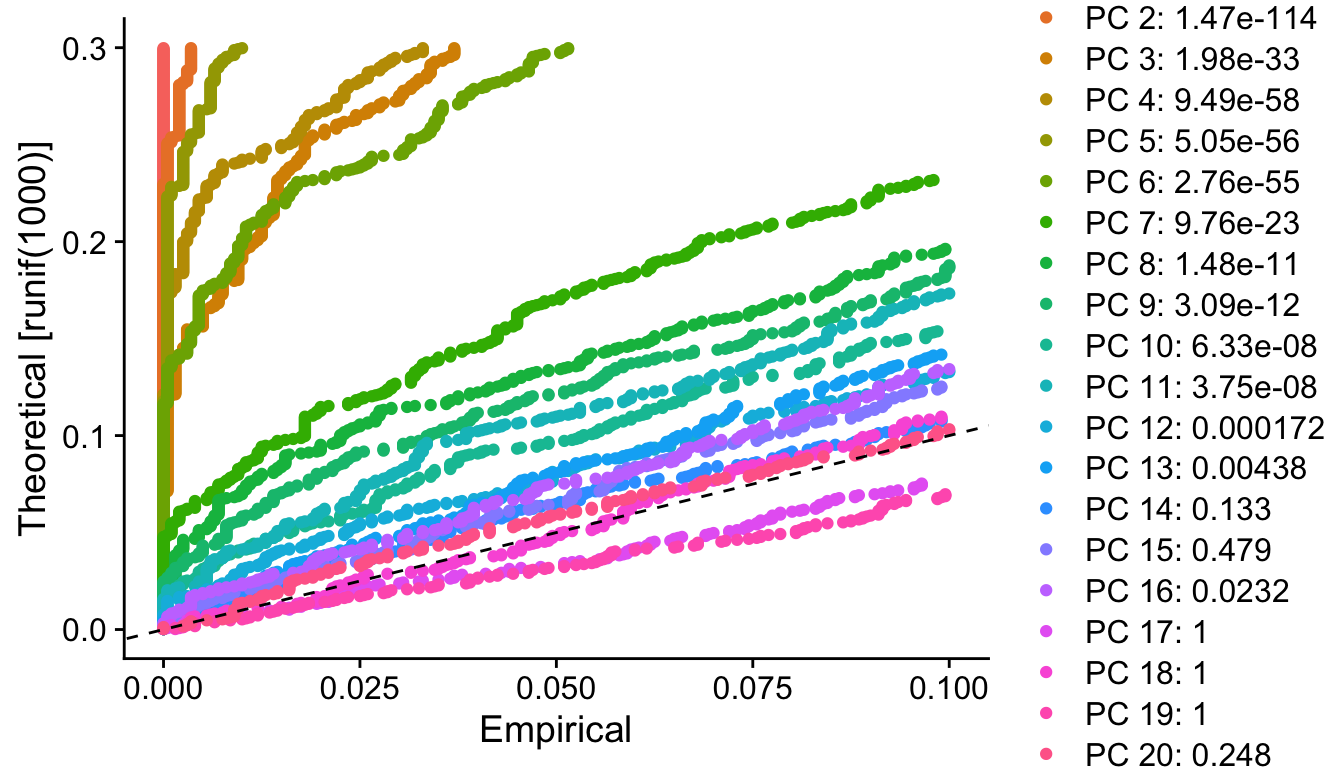 PC 2: 1.47e-114
PC 3: 1.98e-33
PC 4: 9.49e-58
PC 5: 5.05e-56
PC 6: 2.76e-55
PC 7: 9.76e-23
PC 8: 1.48e-11
PC 9: 3.09e-12
PC 10: 6.33e-08
PC 11: 3.75e-08
PC 12: 0.000172
PC 13: 0.00438
PC 14: 0.133
PC 15: 0.479
PC 16: 0.0232
PC 17: 1
PC 18: 1
PC 19: 1
PC 20: 0.248
Theoretical [runif(1000)]
0.3
0.2
0.1
0.0
0.000 0.025 0.050 0.075 0.100
Empirical